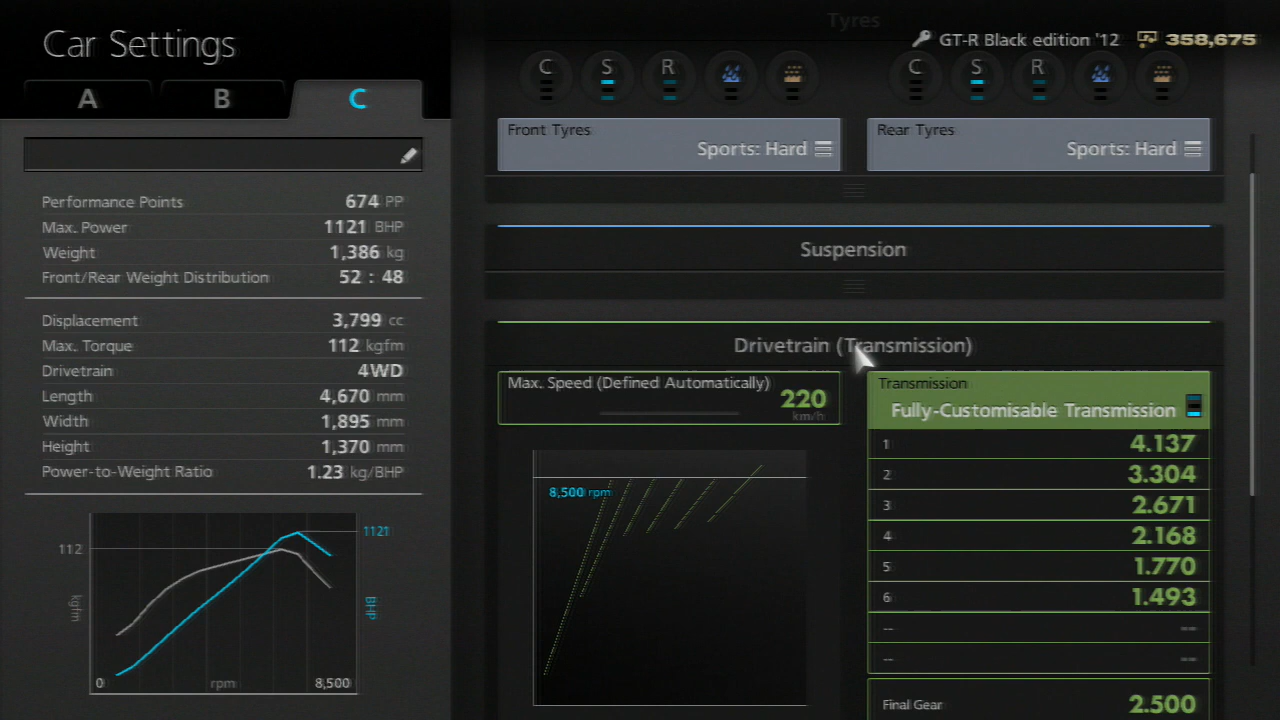 Tyres
Car Settings
GT-R Black edition '12
358,675
A
B
C
C
S
R
C
S
R
Front Tyres
Sports: Hard
Rear Tyres
Sports: Hard
Performance Points 674 PP
Max. Power 1121 BHP
Weight 1,386 kg
Front/Rear Weight Distribution 52 : 48
Displacement 3,799 cc
Max. Torque 112 kgfm
Drivetrain 4WD
Length 4,670 mm
Width 1,895 mm
Height 1,370 mm
Power-to-Weight Ratio 1.23 kg/BHP
1121
112
kgfm
BHP
0 rpm 8,500
Suspension
Drivetrain (Transmission)
Max. Speed (Defined Automatically)
220
km/h
8,500 rpm
Transmission
Fully-Customisable Transmission
1 4.137
2 3.304
3 2.671
4 2.168
5 1.770
6 1.493
-- --
-- --
Final Gear 2.500